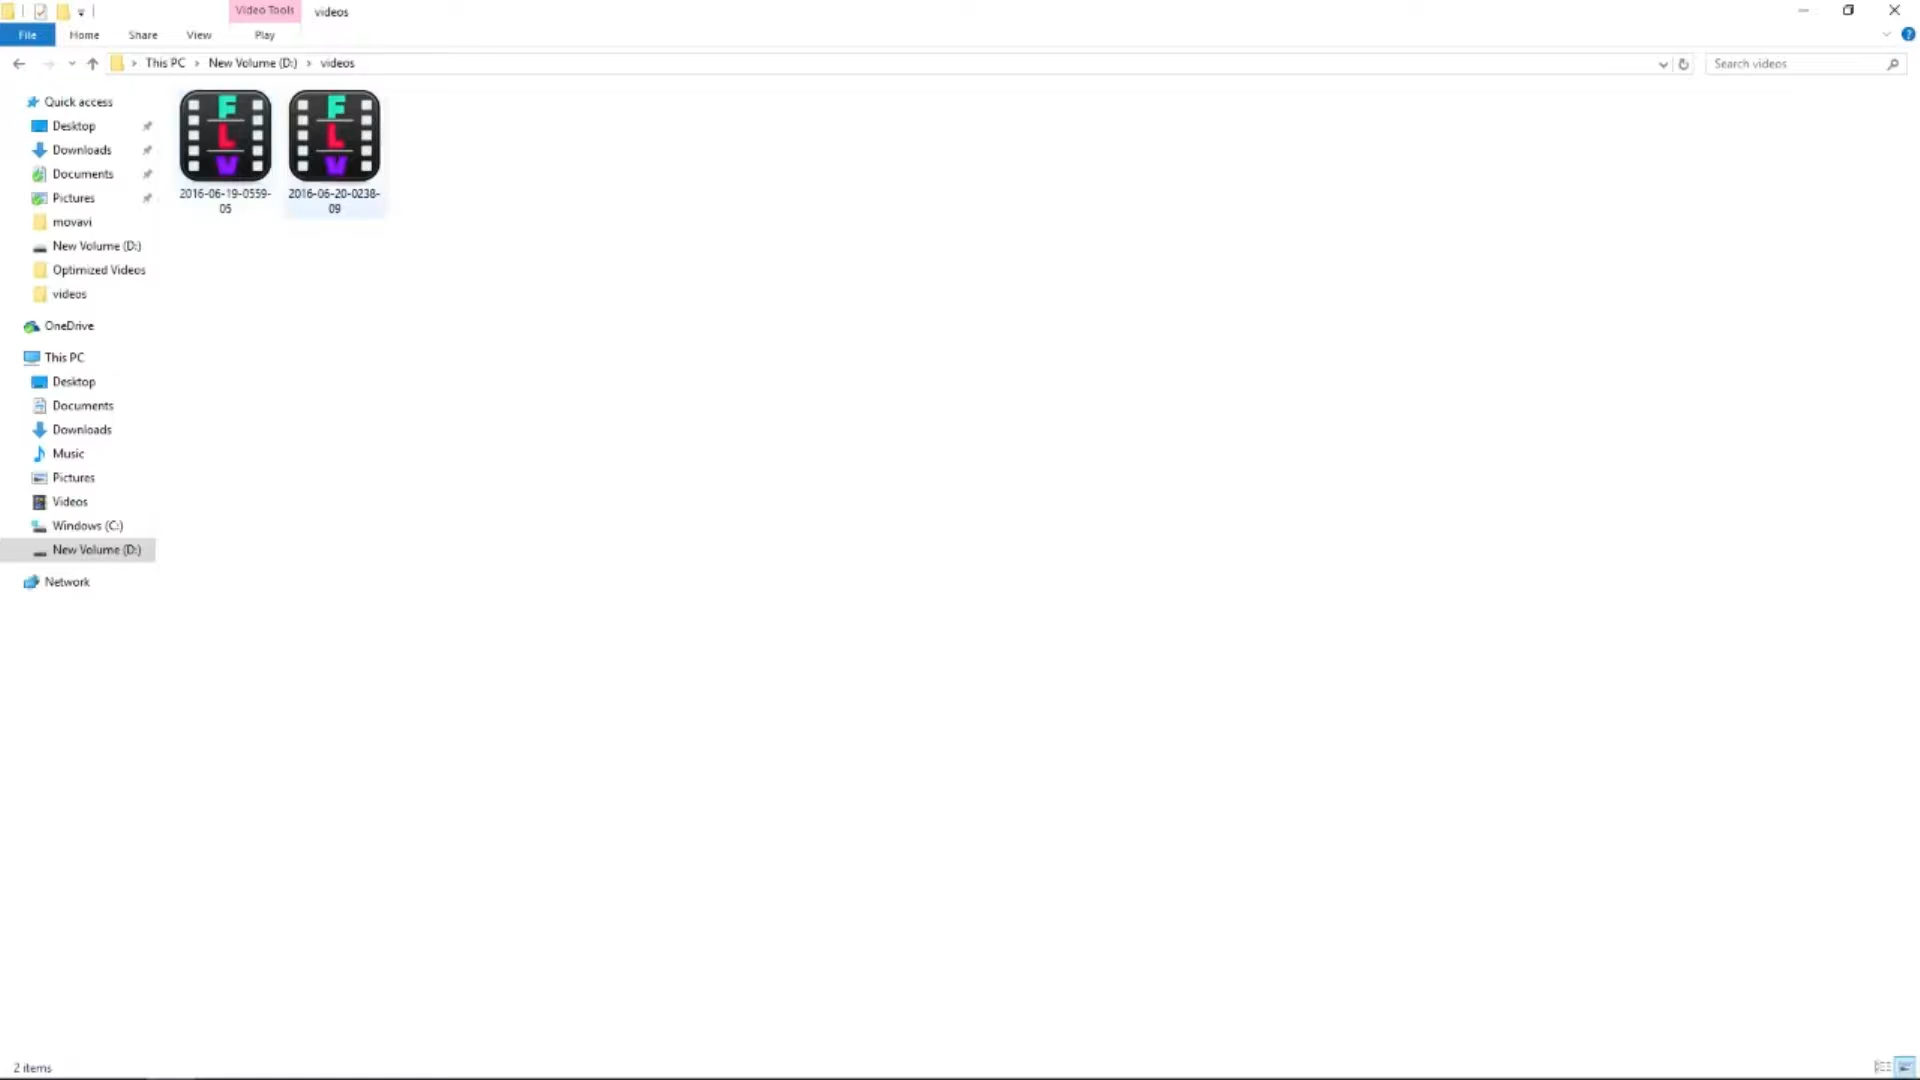 Video Tools
videos
File
Home
Share
View
Play
This PC
New Volume (D:)
videos
Search videos
Quick access
Desktop
Downloads
Documents
Pictures
movavi
New Volume (D:)
Optimized Videos
videos
OneDrive
This PC
Desktop
Documents
Downloads
Music
Pictures
Videos
Windows (C:)
New Volume (D:)
Network
F
L
V
2016-06-19-0559-
05
F
L
V
2016-06-20-0238-
09
2 items